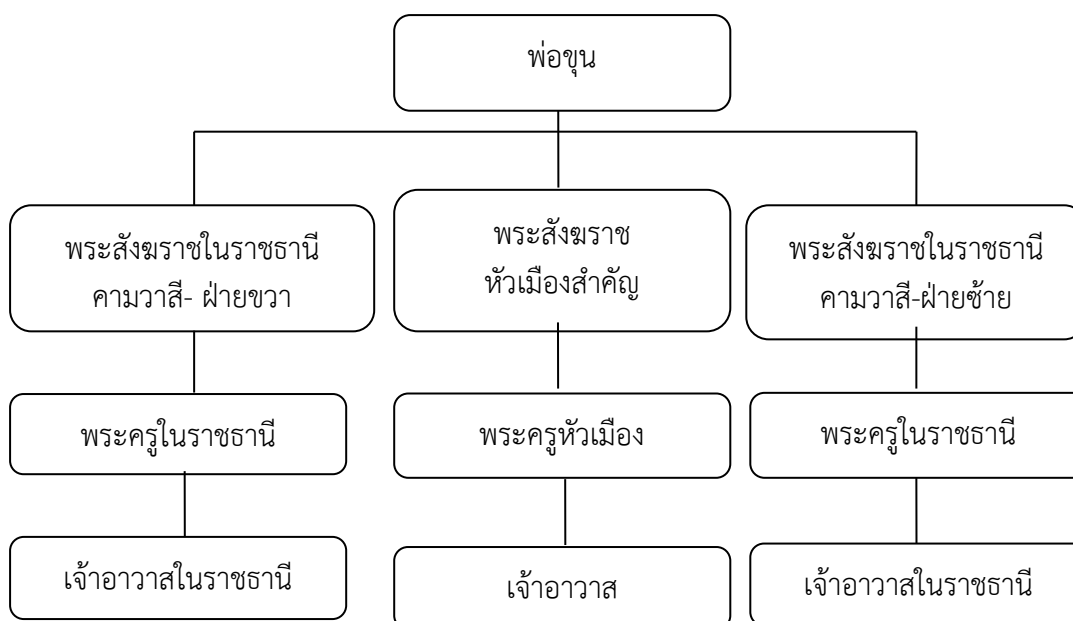 พ่อขุน
พระสังฆราชในราชธานี
คามวาสี- ฝ่ายขวา
พระสังฆราช
หัวเมืองสำคัญ
พระสังฆราชในราชธานี
คามวาสี-ฝ่ายซ้าย
พระครูในราชธานี
พระครูหัวเมือง
พระครูในราชธานี
เจ้าอาวาสในราชธานี
เจ้าอาวาส
เจ้าอาวาสในราชธานี